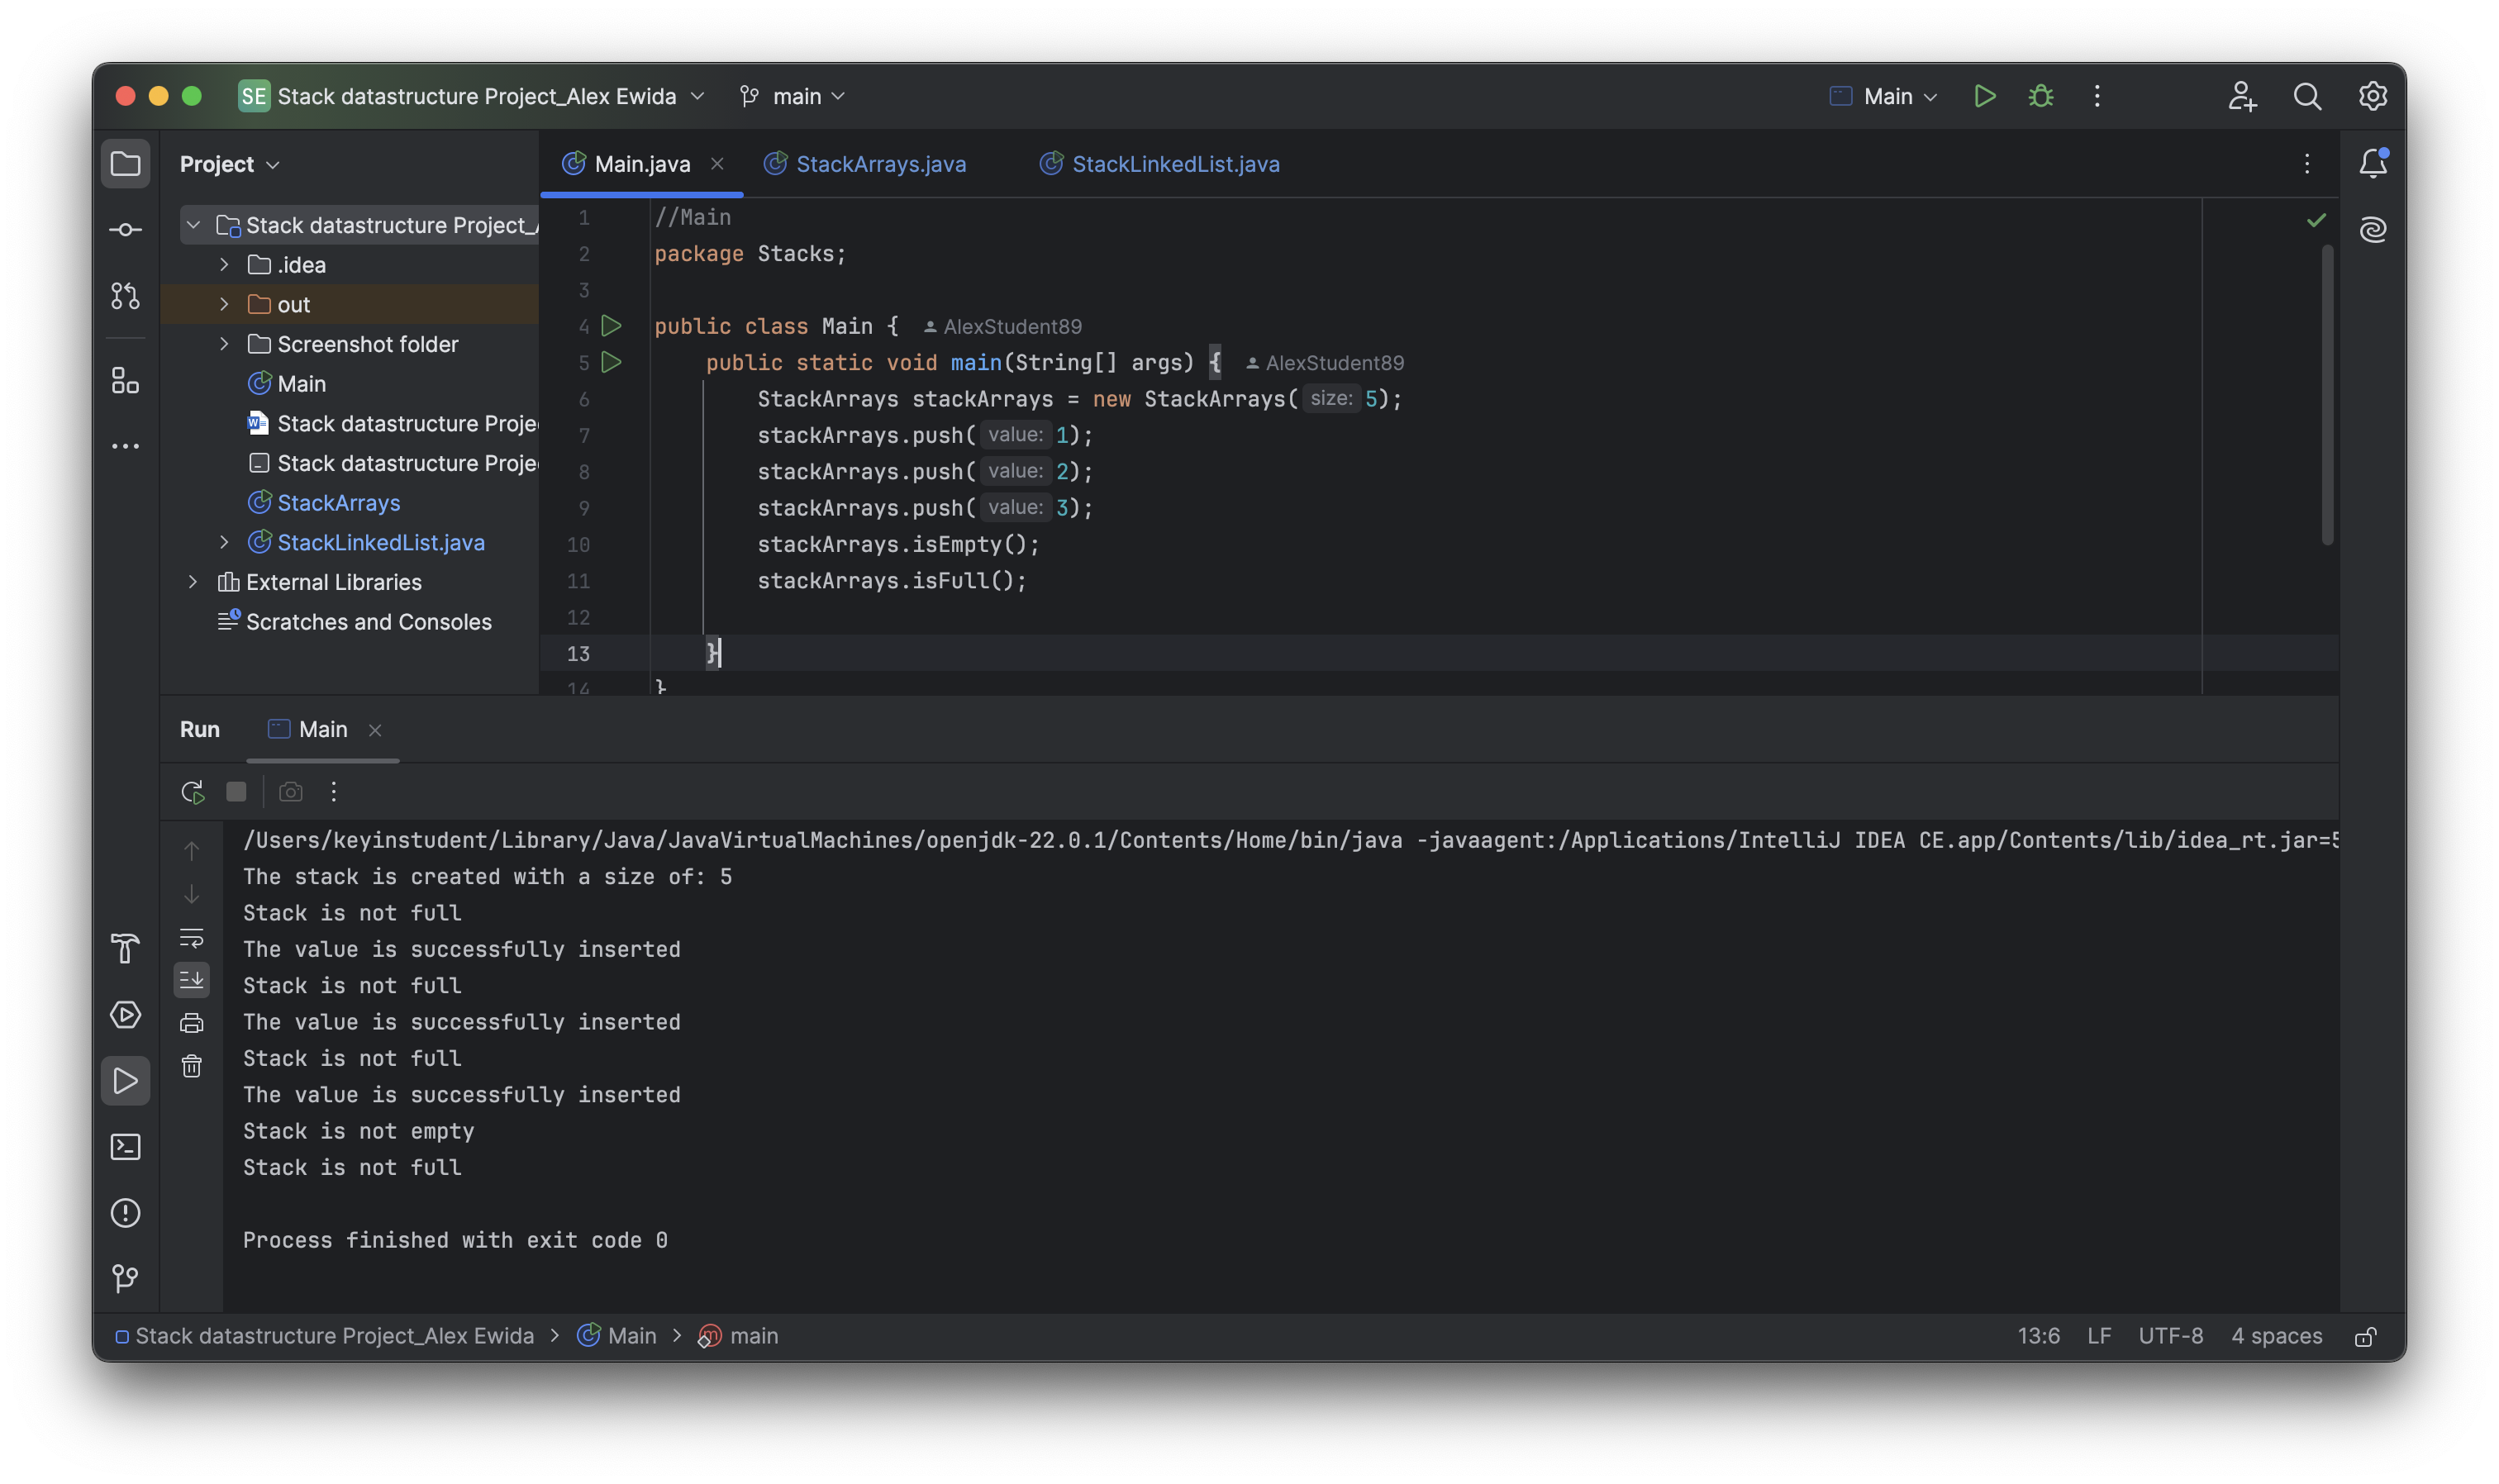 SE Stack datastructure Project_Alex Ewida main Main
Project
Stack datastructure Project_
.idea
out
Screenshot folder
Main
Stack datastructure Proje
Stack datastructure Proje
StackArrays
StackLinkedList.java
External Libraries
Scratches and Consoles
Main.java StackArrays.java StackLinkedList.java
1 //Main
2 package Stacks;
3
4 public class Main { AlexStudent89
5 public static void main(String[] args) { AlexStudent89
6 StackArrays stackArrays = new StackArrays( size: 5);
7 stackArrays.push( value: 1);
8 stackArrays.push( value: 2);
9 stackArrays.push( value: 3);
10 stackArrays.isEmpty();
11 stackArrays.isFull();
12
13 }
14 }
Run Main
/Users/keyinstudent/Library/Java/JavaVirtualMachines/openjdk-22.0.1/Contents/Home/bin/java -javaagent:/Applications/IntelliJ IDEA CE.app/Contents/lib/idea_rt.jar=5
The stack is created with a size of: 5
Stack is not full
The value is successfully inserted
Stack is not full
The value is successfully inserted
Stack is not full
The value is successfully inserted
Stack is not empty
Stack is not full
Process finished with exit code 0
Stack datastructure Project_Alex Ewida > Main > main 13:6 LF UTF-8 4 spaces